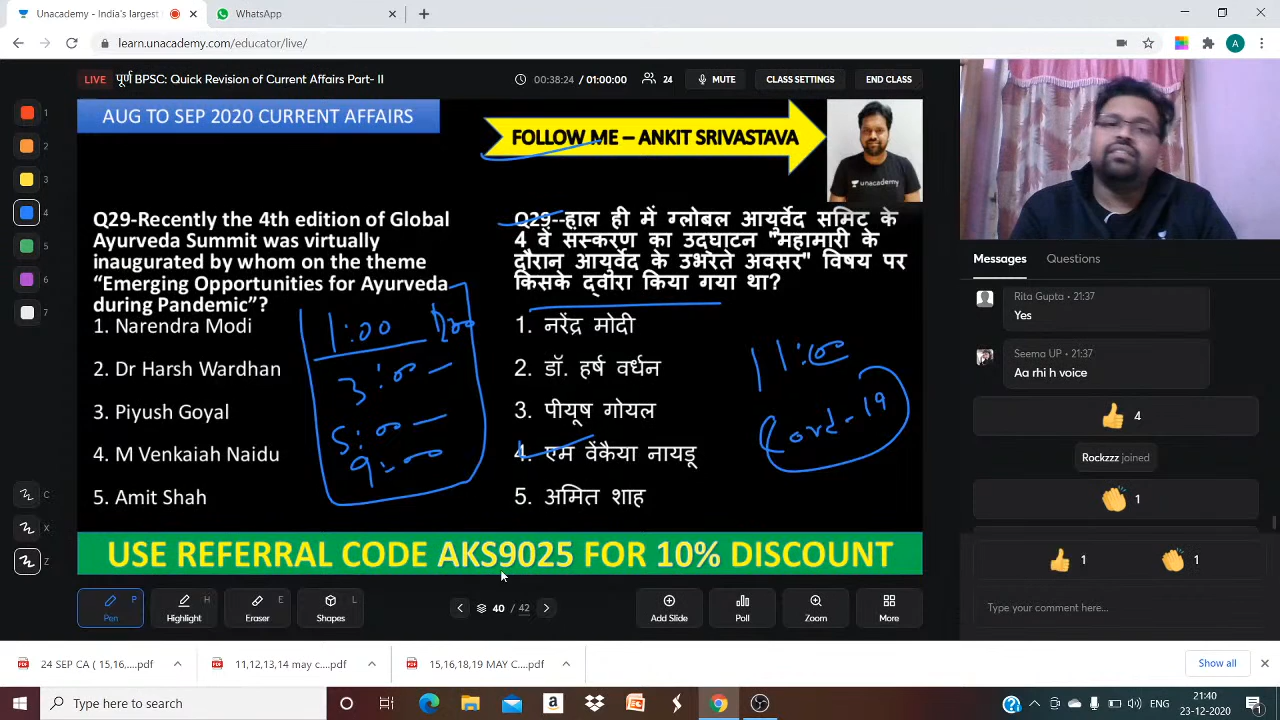 Unacademy - India's largest
WhatsApp
learn.unacademy.com/educator/live/
A
LIVE पूर्ण BPSC: Quick Revision of Current Affairs Part- II
00:38:24 / 01:00:00
24
MUTE
CLASS SETTINGS
END CLASS
AUG TO SEP 2020 CURRENT AFFAIRS
FOLLOW ME – ANKIT SRIVASTAVA
unacademy
Q29-Recently the 4th edition of Global
Ayurveda Summit was virtually
inaugurated by whom on the theme
“Emerging Opportunities for Ayurveda
during Pandemic”?
1. Narendra Modi
2. Dr Harsh Wardhan
3. Piyush Goyal
4. M Venkaiah Naidu
5. Amit Shah
11:00
3:00 –
5:00 –
9:00
Q29--हाल ही में ग्लोबल आयुर्वेद समिट के
4 वें संस्करण का उद्घाटन "महामारी के
दौरान आयुर्वेद के उभरते अवसर" विषय पर
किसके द्वारा किया गया था?
1. नरेंद्र मोदी
2. डॉ. हर्ष वर्धन
3. पीयूष गोयल
4. एम वेंकैया नायडू
5. अमित शाह
11:00
USE REFERRAL CODE AKS9025 FOR 10% DISCOUNT
1
2
3
4
5
6
7
C
X
Z
Pen P
Highlight H
Eraser E
Shapes L
40 / 42
Add Slide
Poll
Zoom
More
Messages
Questions
Rita Gupta • 21:37
Yes
Seema UP • 21:37
Aa rhi h voice
4
Rockzzz joined
1
1
1
Type your comment here...
24 SEP CA ( 15,16.....pdf
11,12,13,14 may c....pdf
15,16,18,19 MAY C....pdf
Show all
Type here to search
ENG
21:40
23-12-2020
1